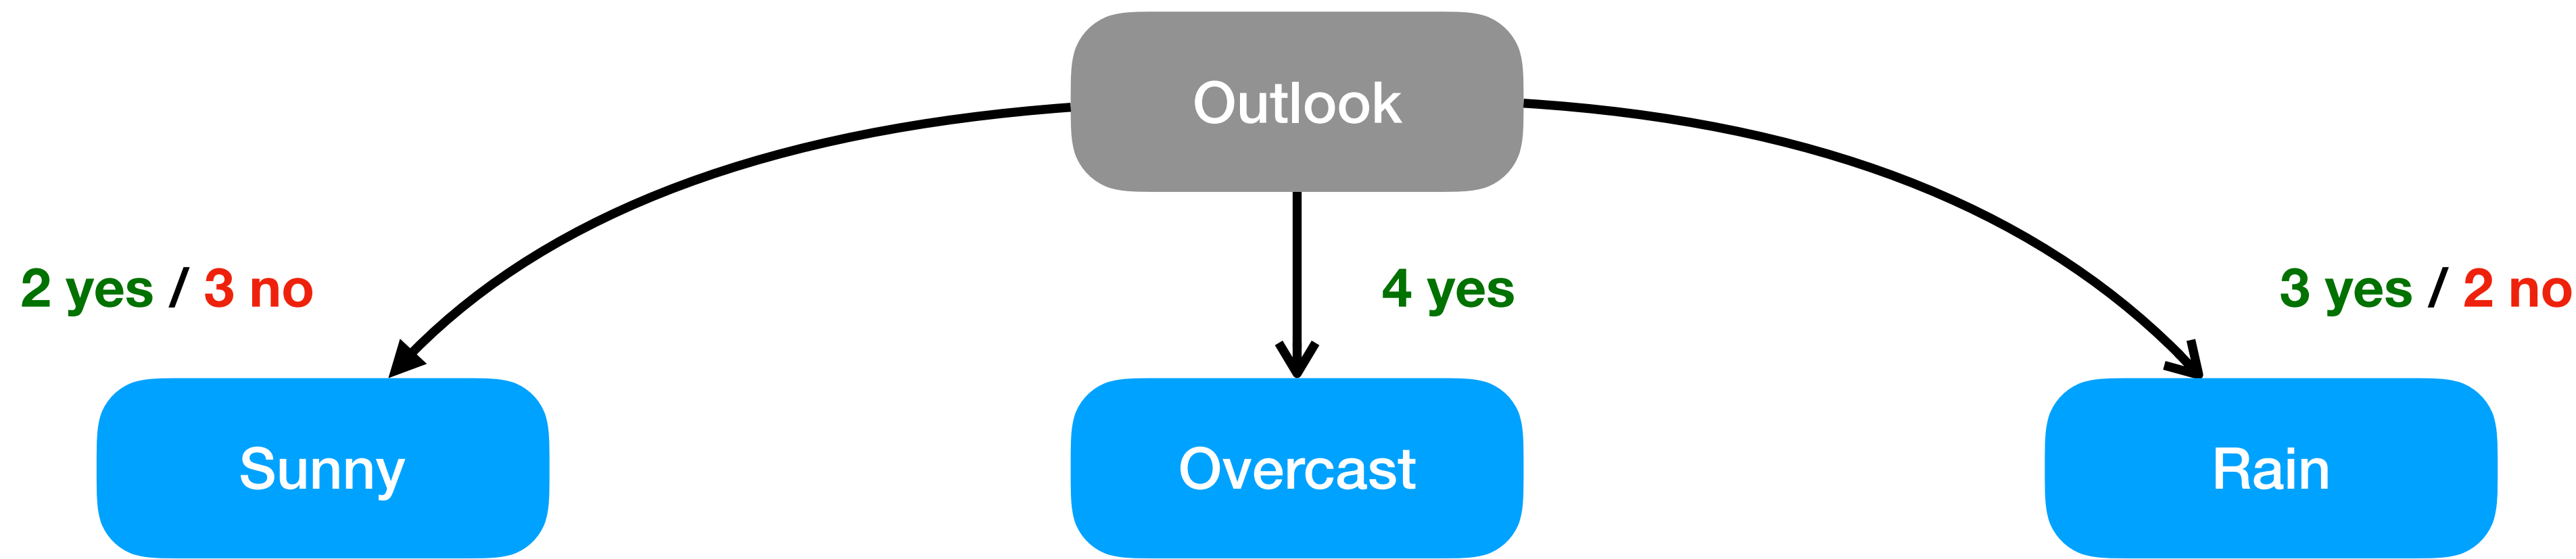 Outlook
2 yes / 3 no
4 yes
3 yes / 2 no
Sunny
Overcast
Rain